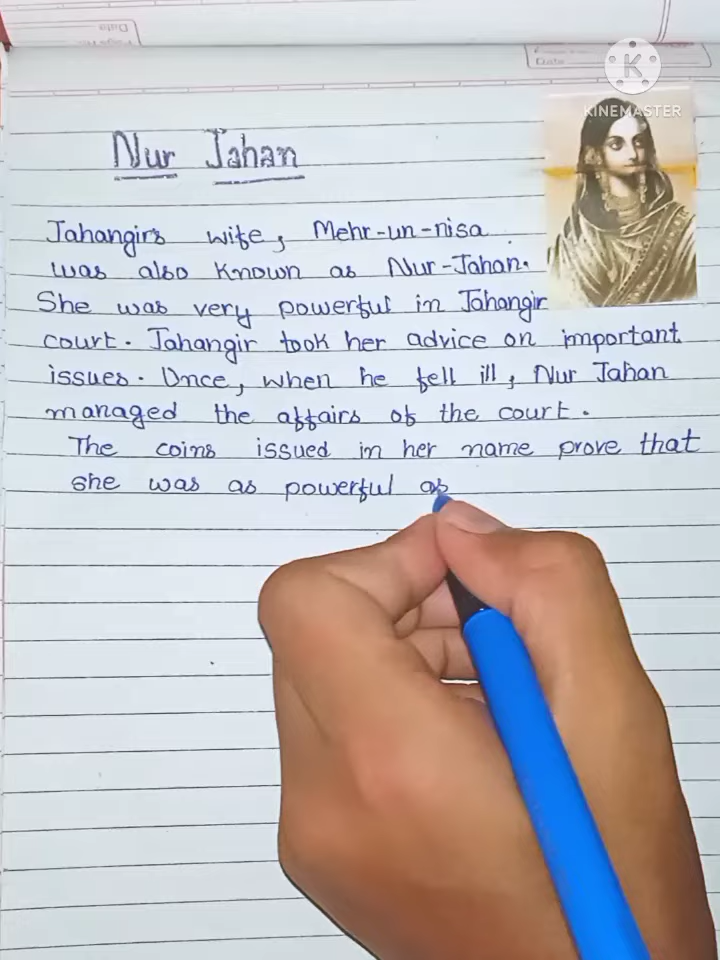 Date
Date
KINEMASTER
Nur Jahan
Jahangirs wife, Mehr-un-nisa
was also known as Nur-Jahan.
She was very powerful in Jahangir
court. Jahangir took her advice on important
issues. Once, when he fell ill, Nur Jahan
managed the affairs of the court.
The coins issued in her name prove that
she was as powerful as